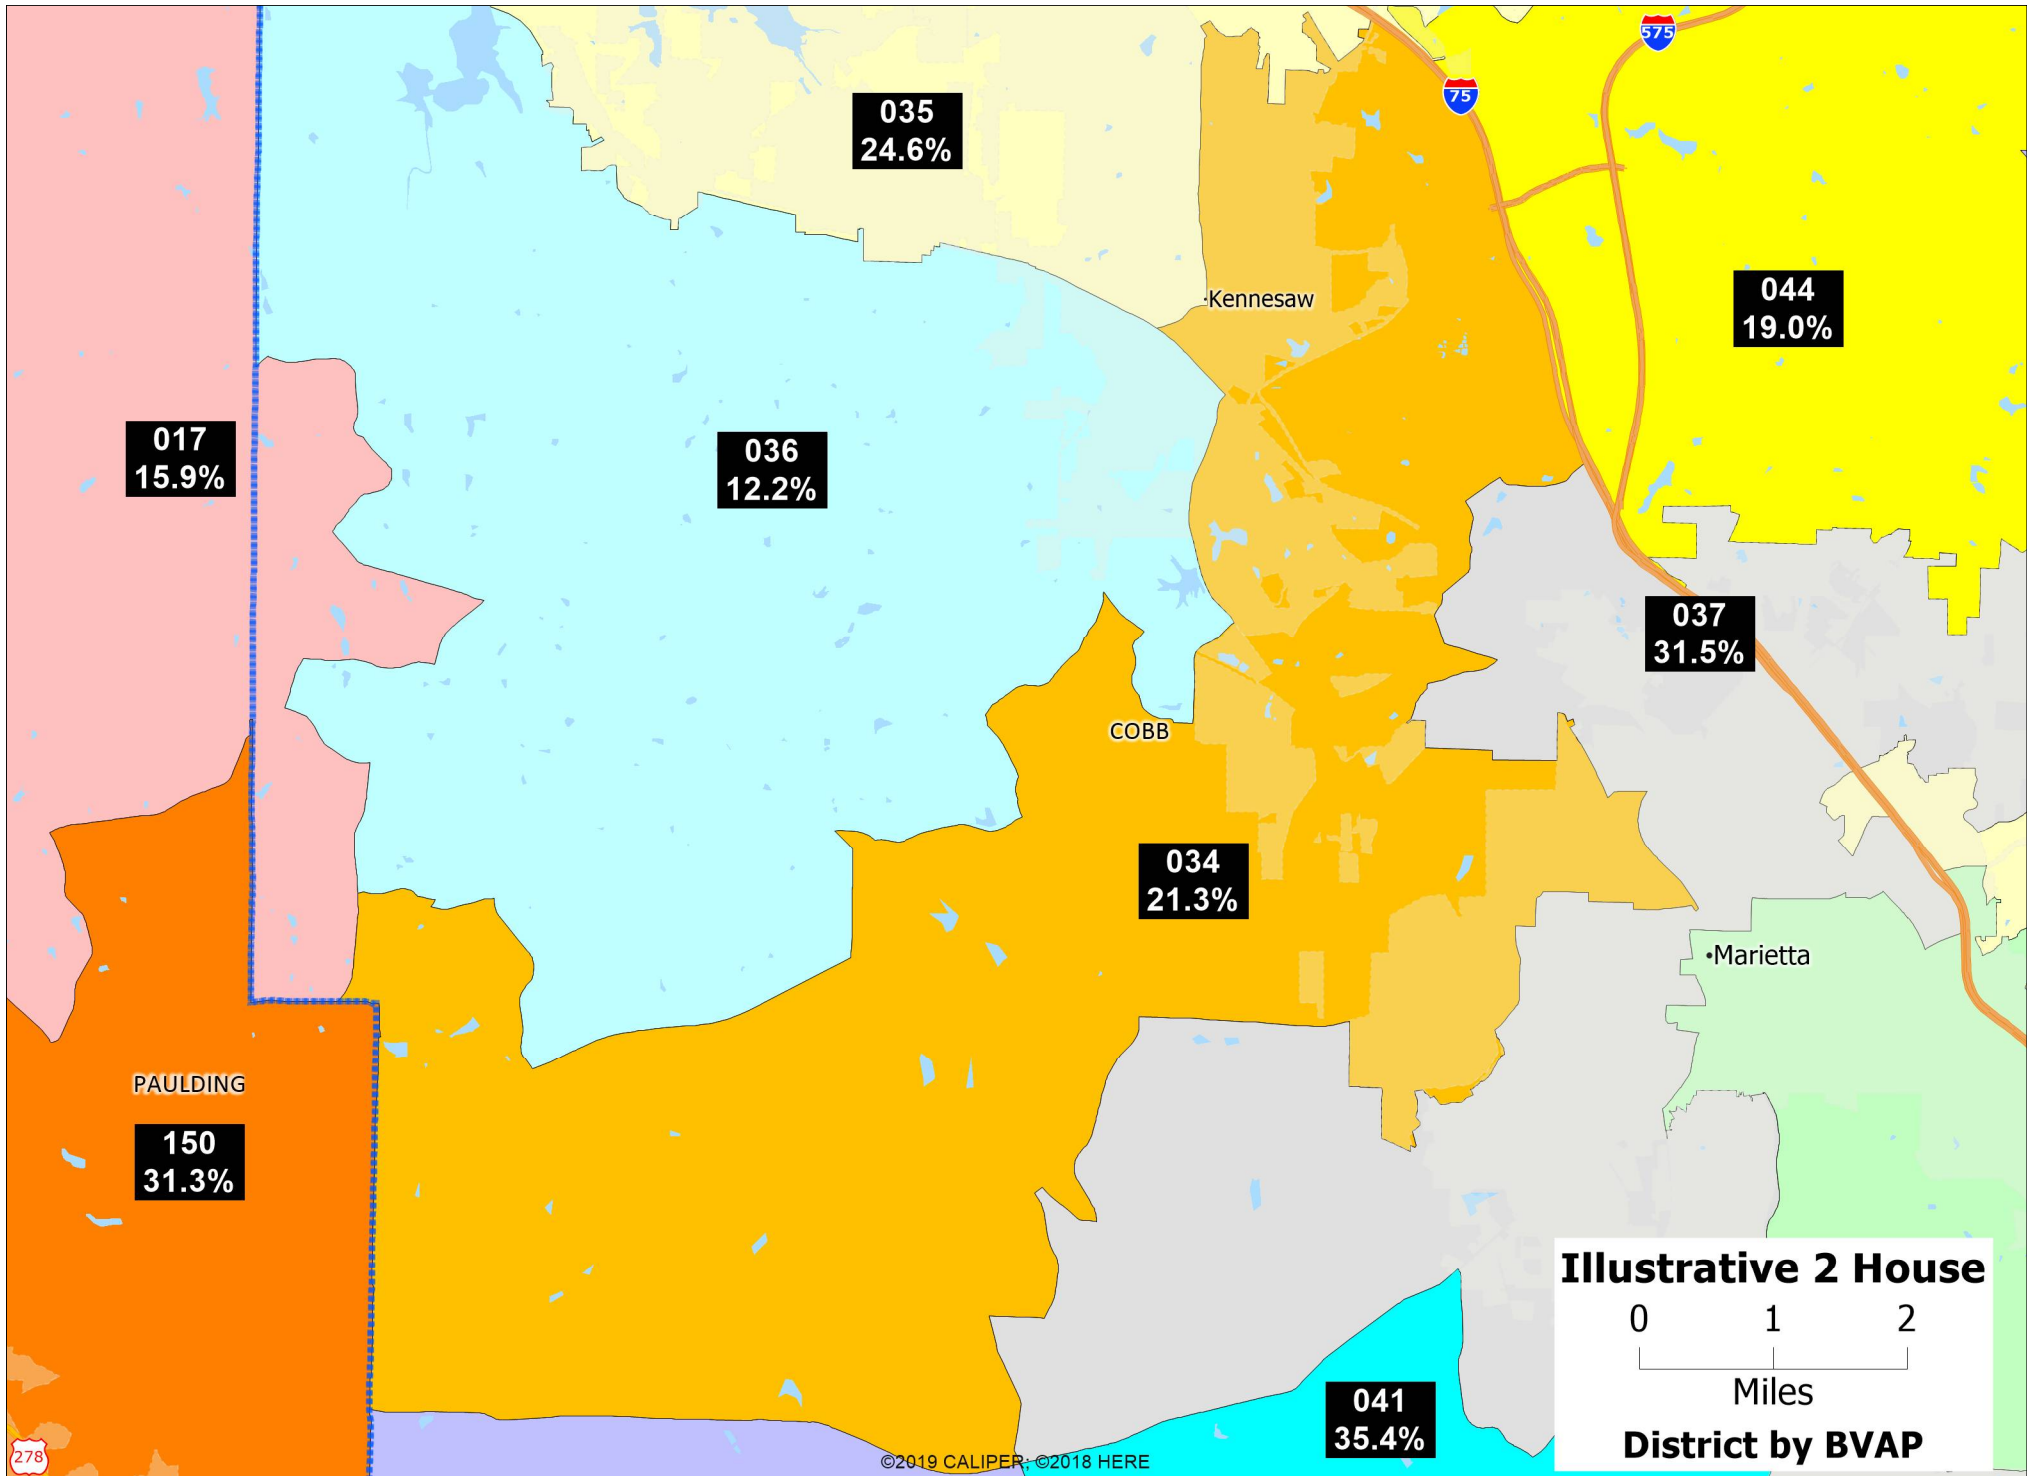 575
75
035
24.6%
Kennesaw
044
19.0%
017
15.9%
036
12.2%
037
31.5%
COBB
034
21.3%
Marietta
PAULDING
150
31.3%
Illustrative 2 House
0 1 2
Miles
District by BVAP
041
35.4%
278
©2019 CALIPER; ©2018 HERE